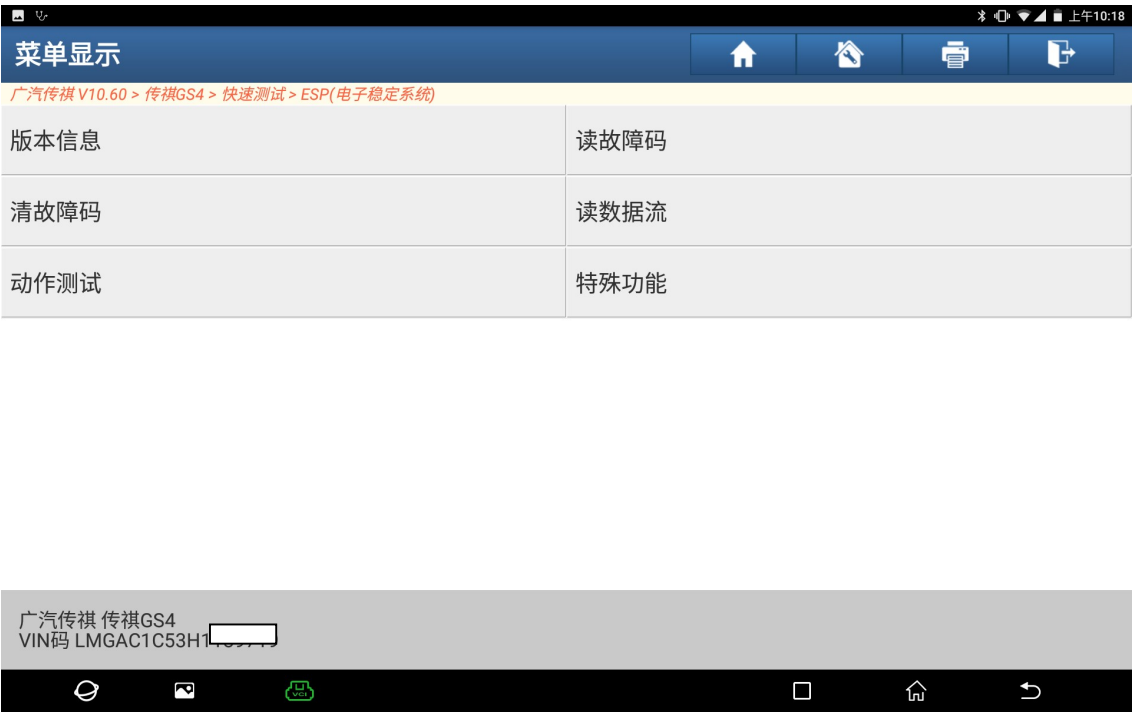 上午10:18
菜单显示
广汽传祺 V10.60 > 传祺GS4 > 快速测试 > ESP(电子稳定系统)
版本信息
读故障码
清故障码
读数据流
动作测试
特殊功能
广汽传祺 传祺GS4
VIN码 LMGAC1C53H1
VCI